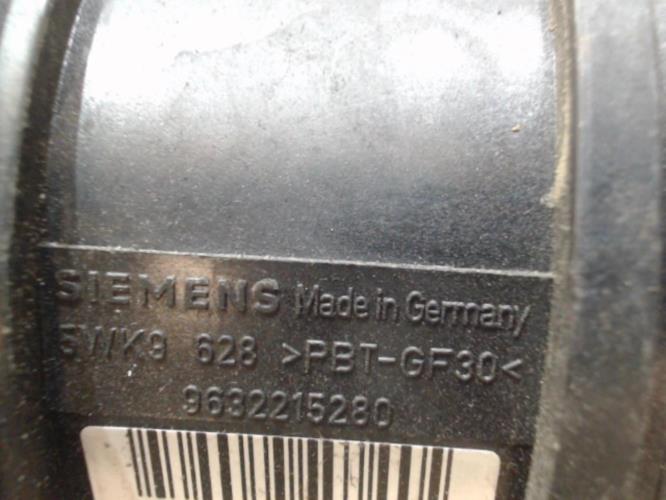 SIEMENS Made in Germany
5WK9 628 >PBT-GF30<
9632215280